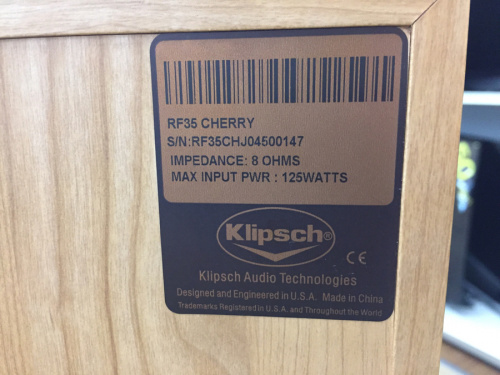 RF35 CHERRY
S/N:RF35CHJ04500147
IMPEDANCE: 8 OHMS
MAX INPUT PWR : 125WATTS
Klipsch®
CE
Klipsch Audio Technologies
Designed and Engineered in U.S.A. Made in China
Trademarks Registered in U.S.A. and Throughout the World